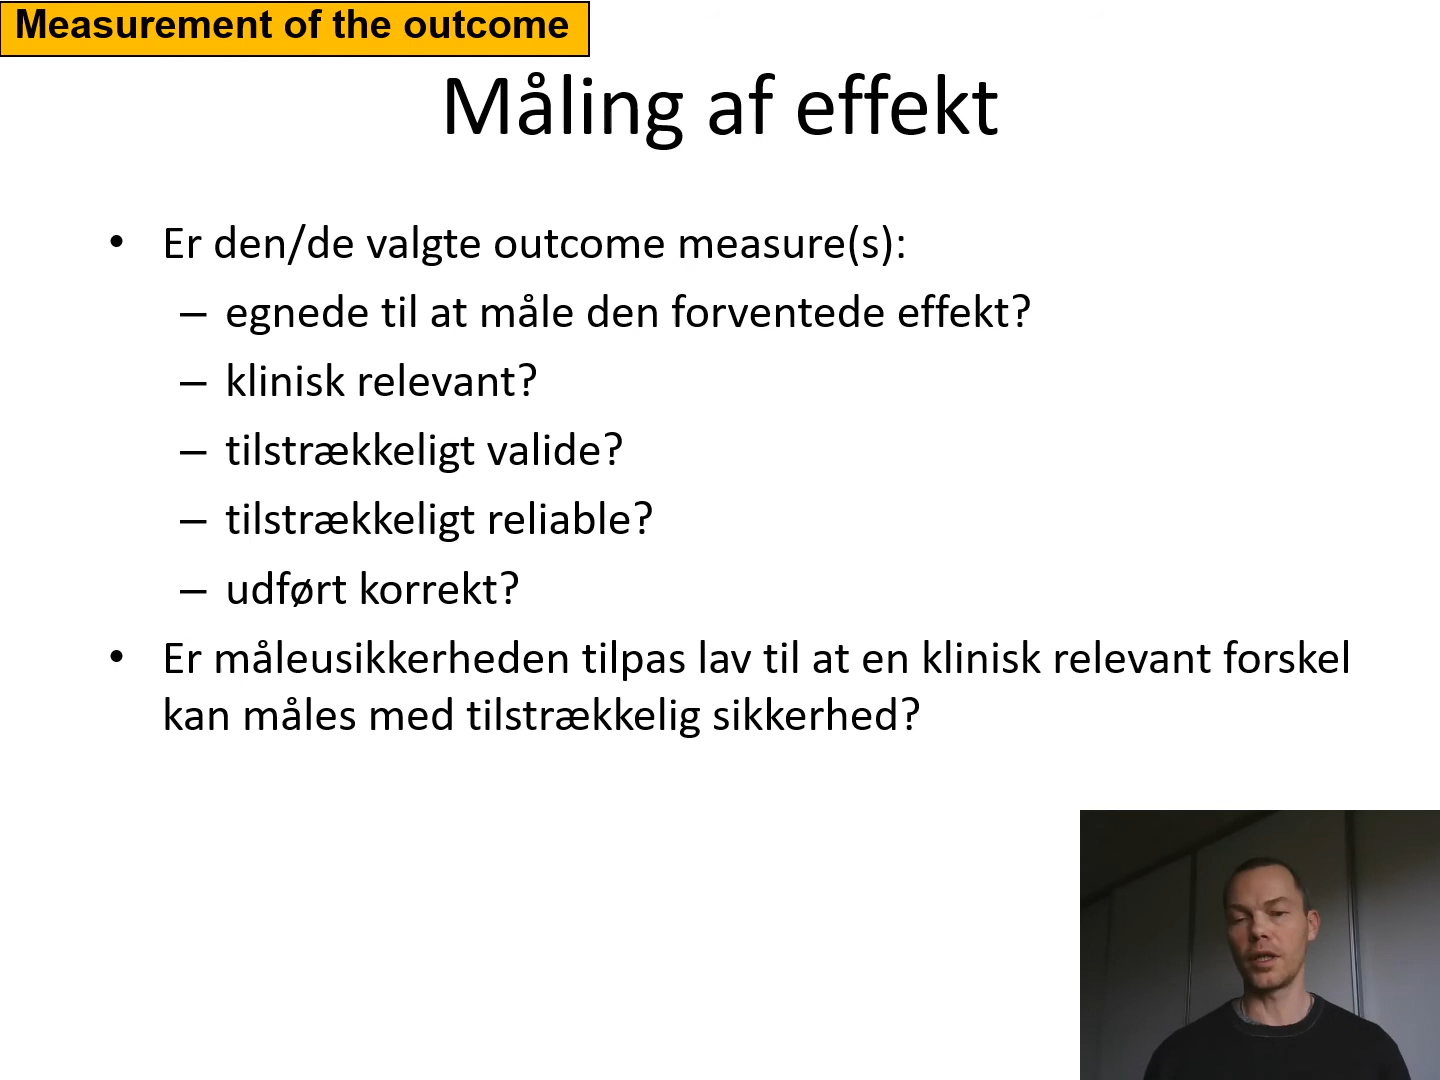 Measurement of the outcome
Måling af effekt
• Er den/de valgte outcome measure(s):
– egnede til at måle den forventede effekt?
– klinisk relevant?
– tilstrækkeligt valide?
– tilstrækkeligt reliable?
– udført korrekt?
• Er måleusikkerheden tilpas lav til at en klinisk relevant forskel
kan måles med tilstrækkelig sikkerhed?